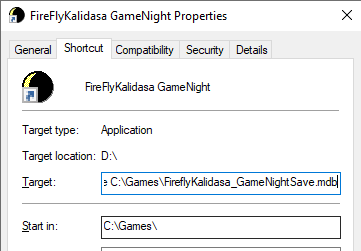 FireFlyKalidasa GameNight Properties
General Shortcut Compatibility Security Details
FireFlyKalidasa GameNight
Target type: Application
Target location: D:\
Target: e C:\Games\FireflyKalidasa_GameNightSave.mdb
Start in: C:\Games\